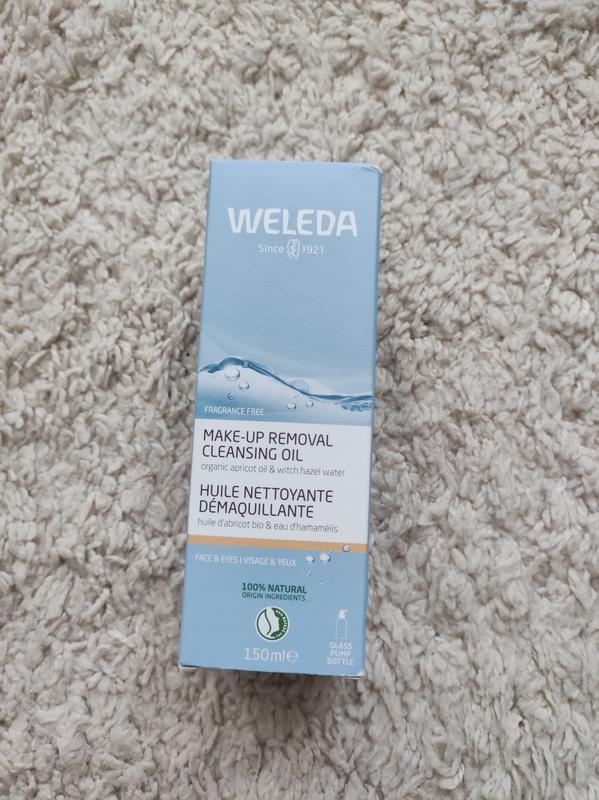 WELEDA
Since 1921
FRAGRANCE FREE
MAKE-UP REMOVAL
CLEANSING OIL
organic apricot oil & witch hazel water
HUILE NETTOYANTE
DÉMAQUILLANTE
huile d'abricot bio & eau d'hamamélis
FACE & EYES I VISAGE & YEUX
100% NATURAL
ORIGIN INGREDIENTS
GLASS
PUMP
BOTTLE
150ml℮